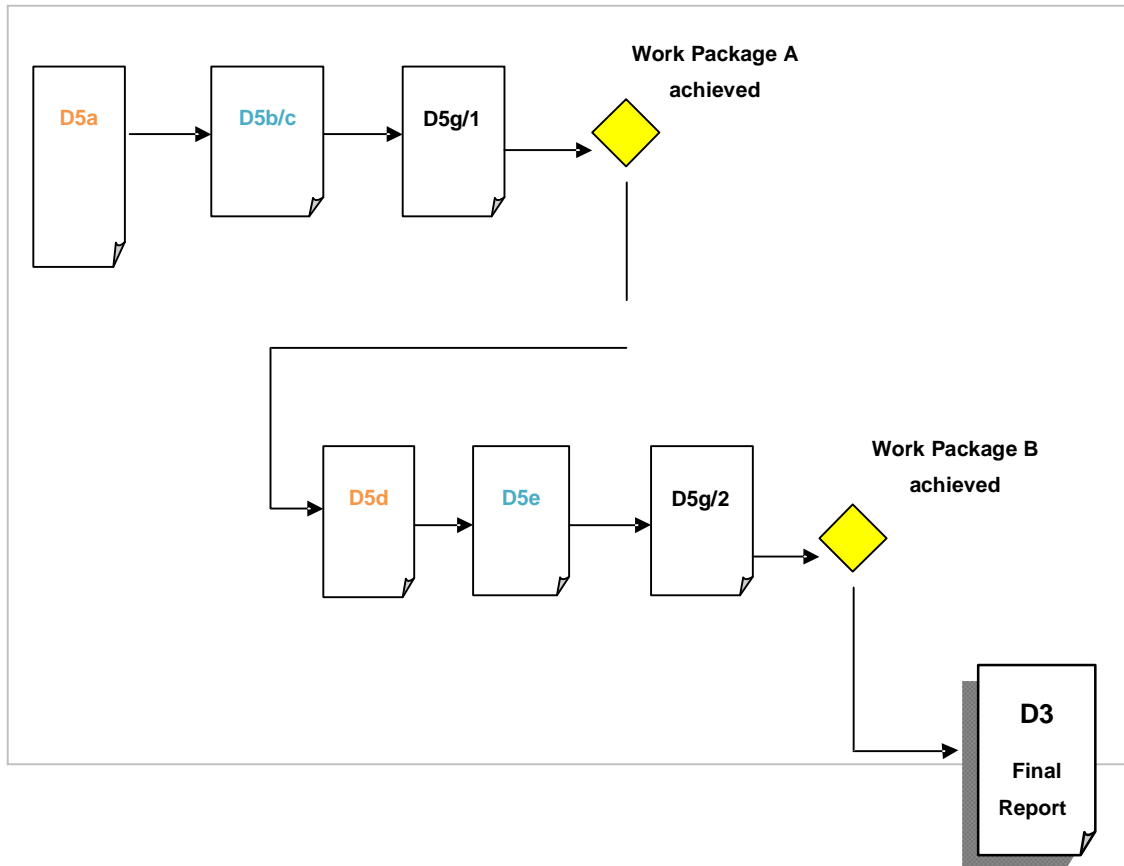 Work Package A
achieved
D5a
D5b/c
D5g/1
Work Package B
achieved
D5d
D5e
D5g/2
D3
Final
Report